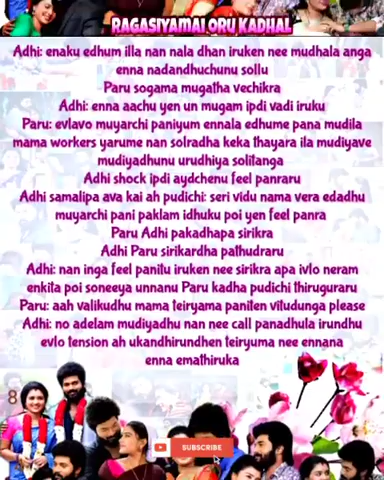 RAGASIYAMAI ORU KADHAL
Adhi: enaku edhum illa nan nala dhan iruken nee mudhala anga
enna nadandhuchunu sollu
Paru sogama mugatha vechikra
Adhi: enna aachu yen un mugam ipdi vadi iruku
Paru: evlavo muyarchi paniyum ennala edhume pana mudila
mama workers yarume nan solradha keka thayara ila mudiyave
mudiyadhunu urudhiya solitanga
Adhi shock ipdi aydchenu feel panraru
Adhi samalipa ava kai ah pudichi: seri vidu nama vera edadhu
muyarchi pani paklam idhuku poi yen feel panra
Paru Adhi pakadhapa sirikra
Adhi Paru sirikardha pathudraru
Adhi: nan inga feel panitu iruken nee sirikra apa ivlo neram
enkita poi soneeya unnanu Paru kadha pudichi thiruguraru
Paru: aah valikudhu mama teiryama paniten vitudunga please
Adhi: no adelam mudiyadhu nan nee call panadhula irundhu
evlo tension ah ukandhirundhen teiryuma nee ennana
enna emathiruka
SUBSCRIBE